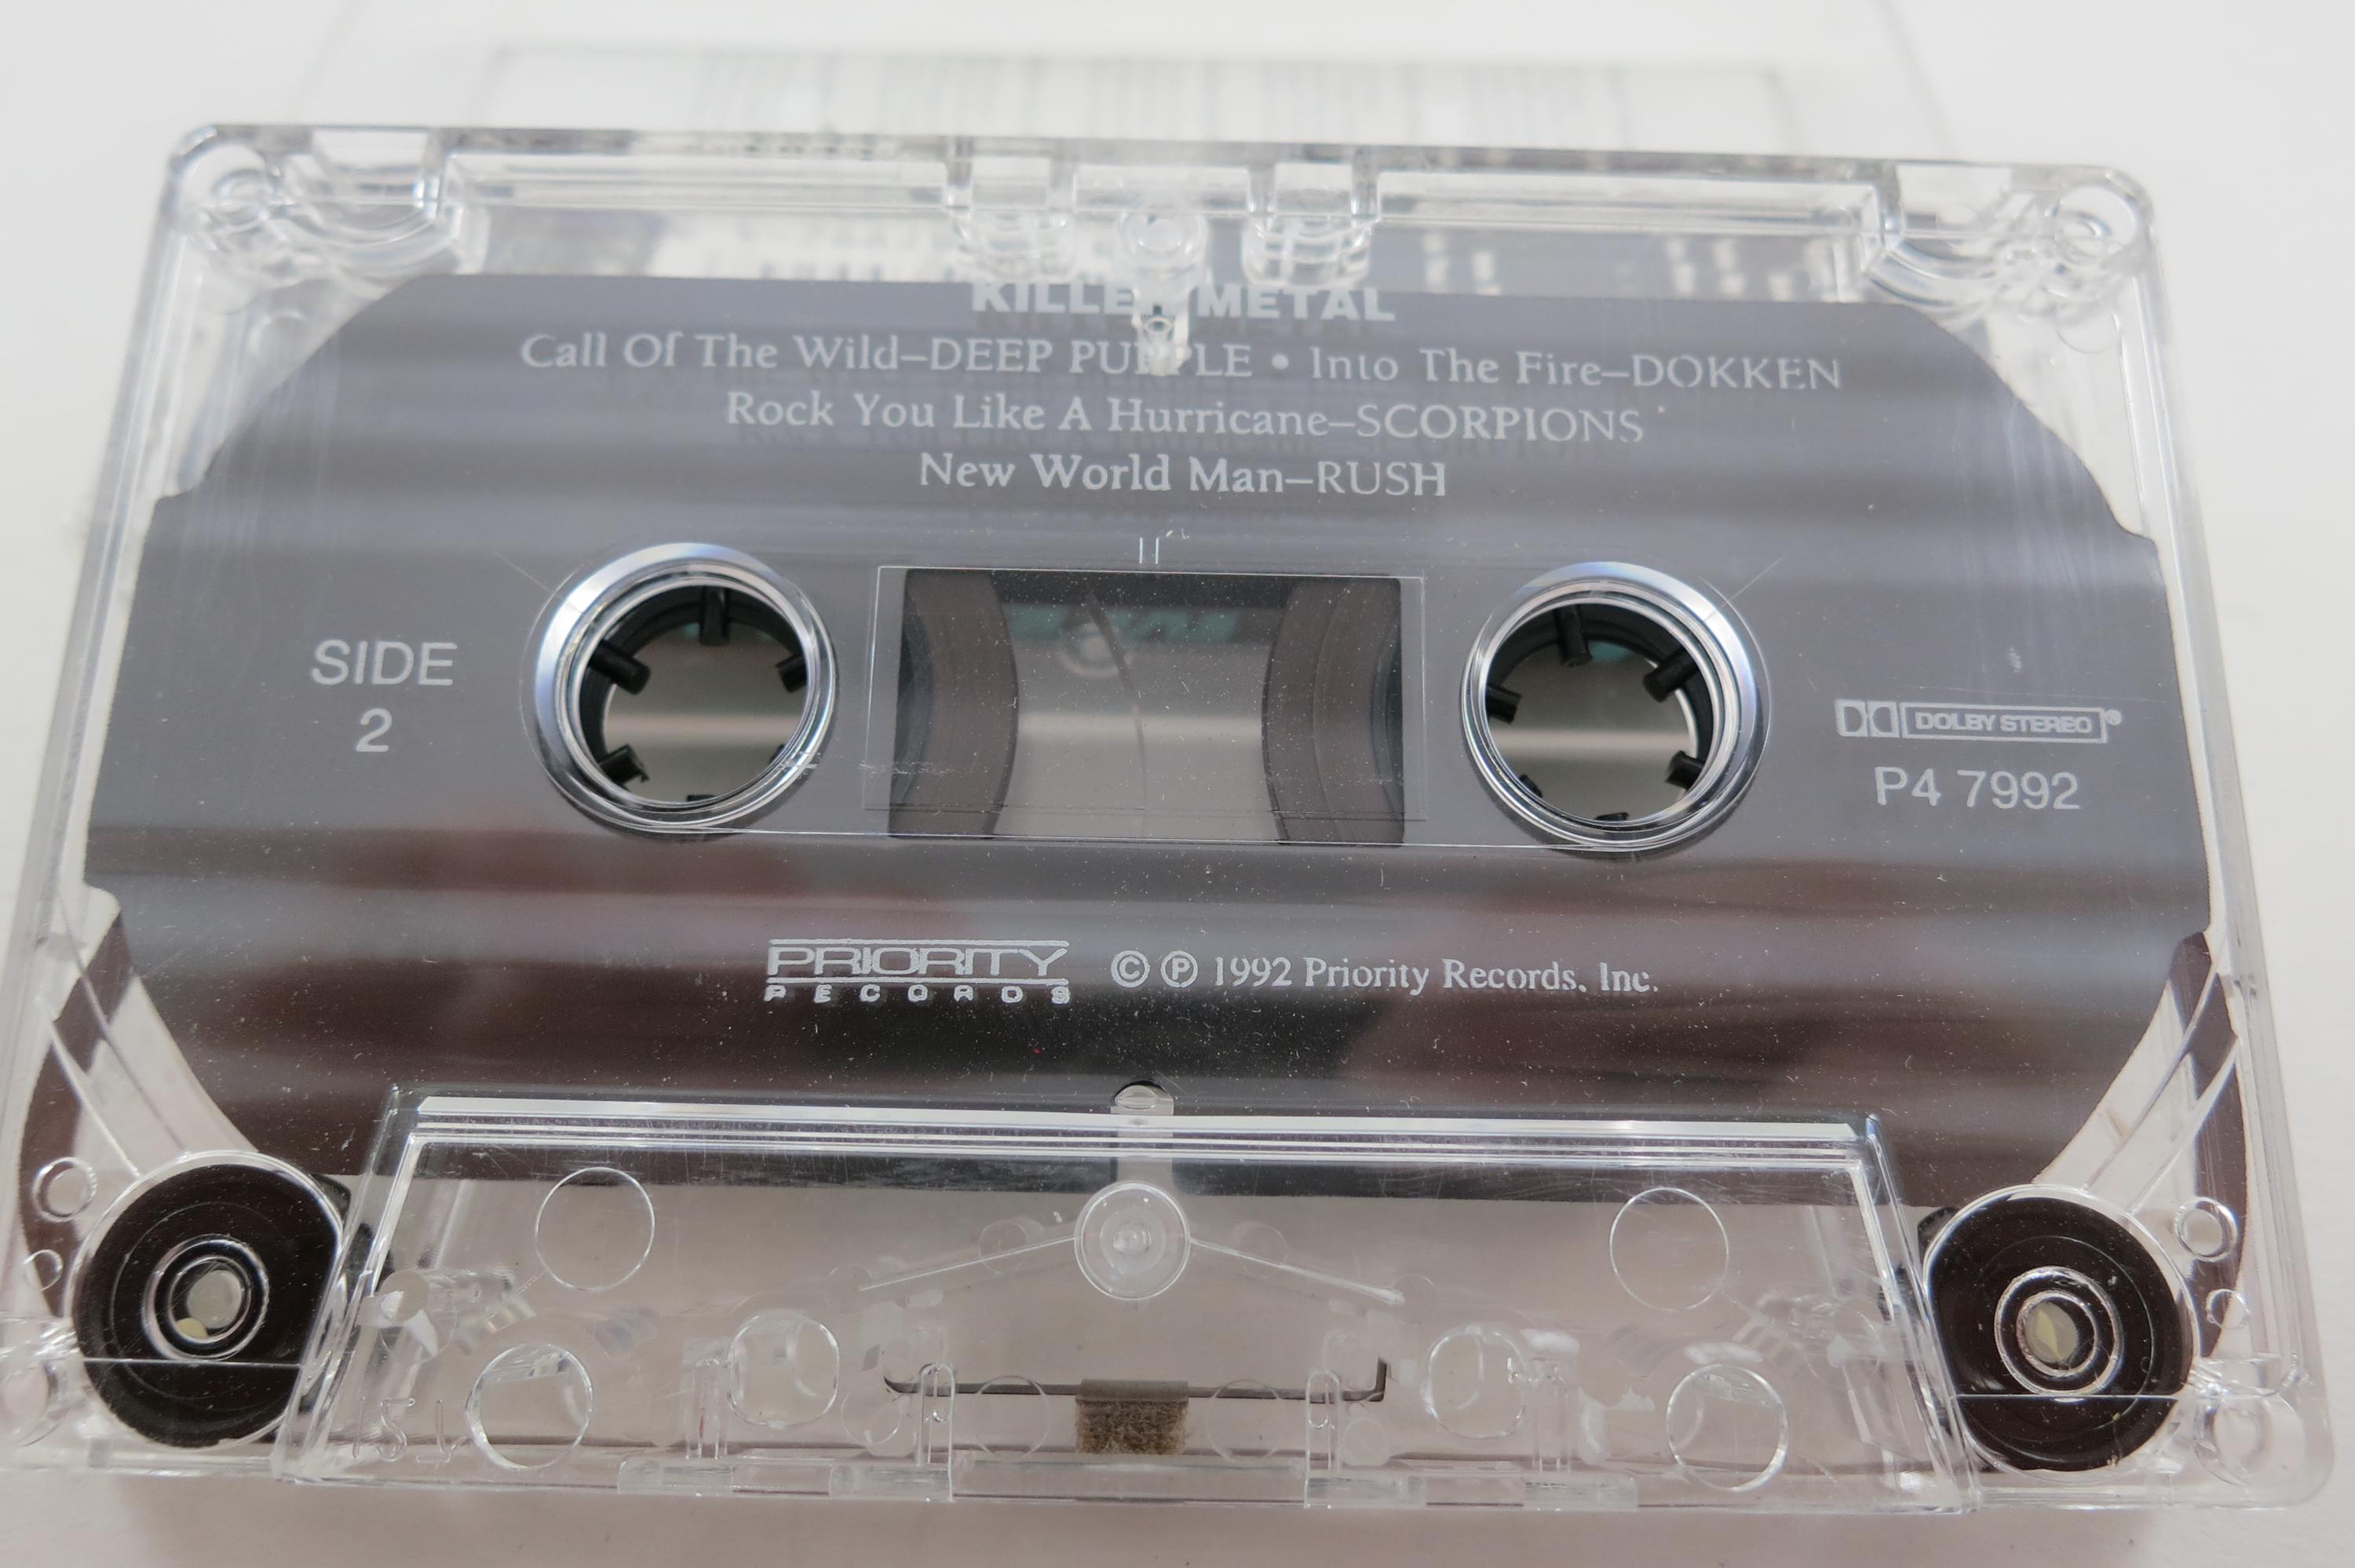 KILLER METAL
Call Of The Wild–DEEP PURPLE • Into The Fire–DOKKEN
Rock You Like A Hurricane–SCORPIONS
New World Man–RUSH
SIDE
2
DOLBY STEREO®
P4 7992
PRIORITY
RECORDS
© ℗ 1992 Priority Records, Inc.